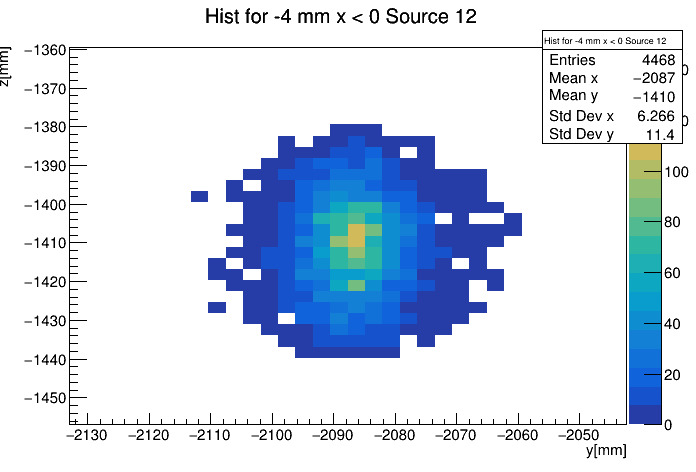 Hist for -4 mm x < 0 Source 12
Hist for -4 mm x < 0 Source 12
Entries 4468
Mean x −2087
Mean y −1410
Std Dev x 6.266
Std Dev y 11.4
z[mm]
−1360
−1370
−1380
−1390
−1400
−1410
−1420
−1430
−1440
−1450
−2130 −2120 −2110 −2100 −2090 −2080 −2070 −2060 −2050
y[mm]
100
80
60
40
20
0